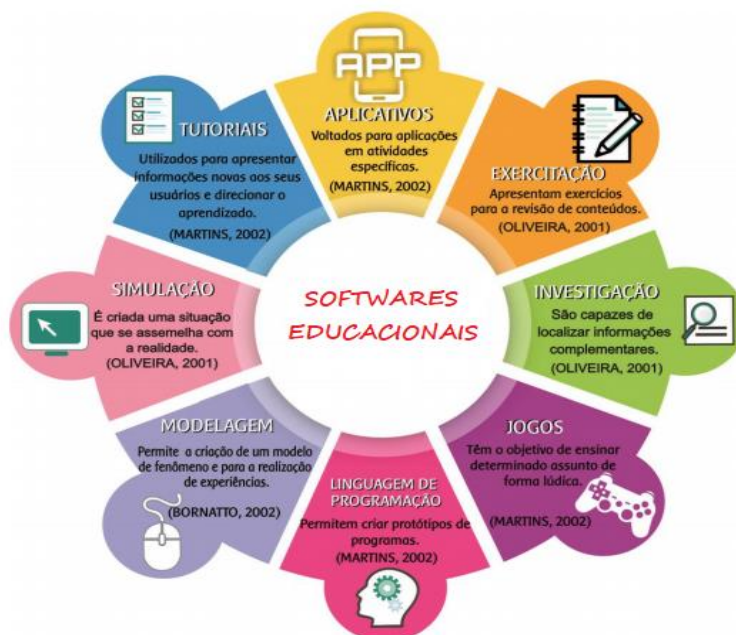 APP
APLICATIVOS
Voltados para aplicações
em atividades
específicas.
(MARTINS, 2002)
EXERCITAÇÃO
Apresentam exercícios
para a revisão de conteúdos.
(OLIVEIRA, 2001)
INVESTIGAÇÃO
São capazes de
localizar informações
complementares.
(OLIVEIRA, 2001)
JOGOS
Têm o objetivo de ensinar
determinado assunto de
forma lúdica.
(MARTINS, 2002)
LINGUAGEM DE
PROGRAMAÇÃO
Permitem criar protótipos de
programas.
(MARTINS, 2002)
MODELAGEM
Permite a criação de um modelo
de fenômeno e para a realização
de experiências.
(BORNATTO, 2002)
SIMULAÇÃO
É criada uma situação
que se assemelha com
a realidade.
(OLIVEIRA, 2001)
TUTORIAIS
Utilizados para apresentar
informações novas aos seus
usuários e direcionar o
aprendizado.
(MARTINS, 2002)
SOFTWARES
EDUCACIONAIS